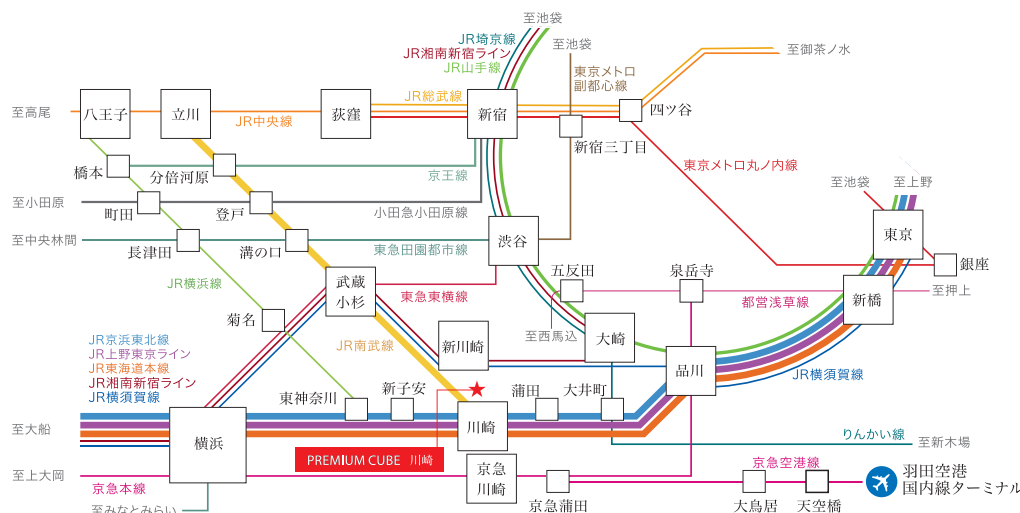 至池袋
JR埼京線
JR湘南新宿ライン
JR山手線
至池袋
至御茶ノ水
東京メトロ
副都心線
JR総武線
至高尾
八王子
立川
JR中央線
荻窪
新宿
四ツ谷
新宿三丁目
橋本
分倍河原
京王線
東京メトロ丸ノ内線
至池袋
至上野
至小田原
町田
登戸
小田急小田原線
至中央林間
長津田
溝の口
東急田園都市線
渋谷
東京
銀座
JR横浜線
武蔵
小杉
東急東横線
五反田
泉岳寺
都営浅草線
新橋
至押上
菊名
至西馬込
JR京浜東北線
JR上野東京ライン
JR東海道本線
JR湘南新宿ライン
JR横須賀線
JR南武線
新川崎
大崎
品川
JR横須賀線
東神奈川
新子安
蒲田
大井町
至大船
横浜
川崎
りんかい線
至新木場
PREMIUM CUBE 川崎
至上大岡
京急本線
京急
川崎
京急空港線
羽田空港
国内線ターミナル
京急蒲田
大鳥居
天空橋
至みなとみらい